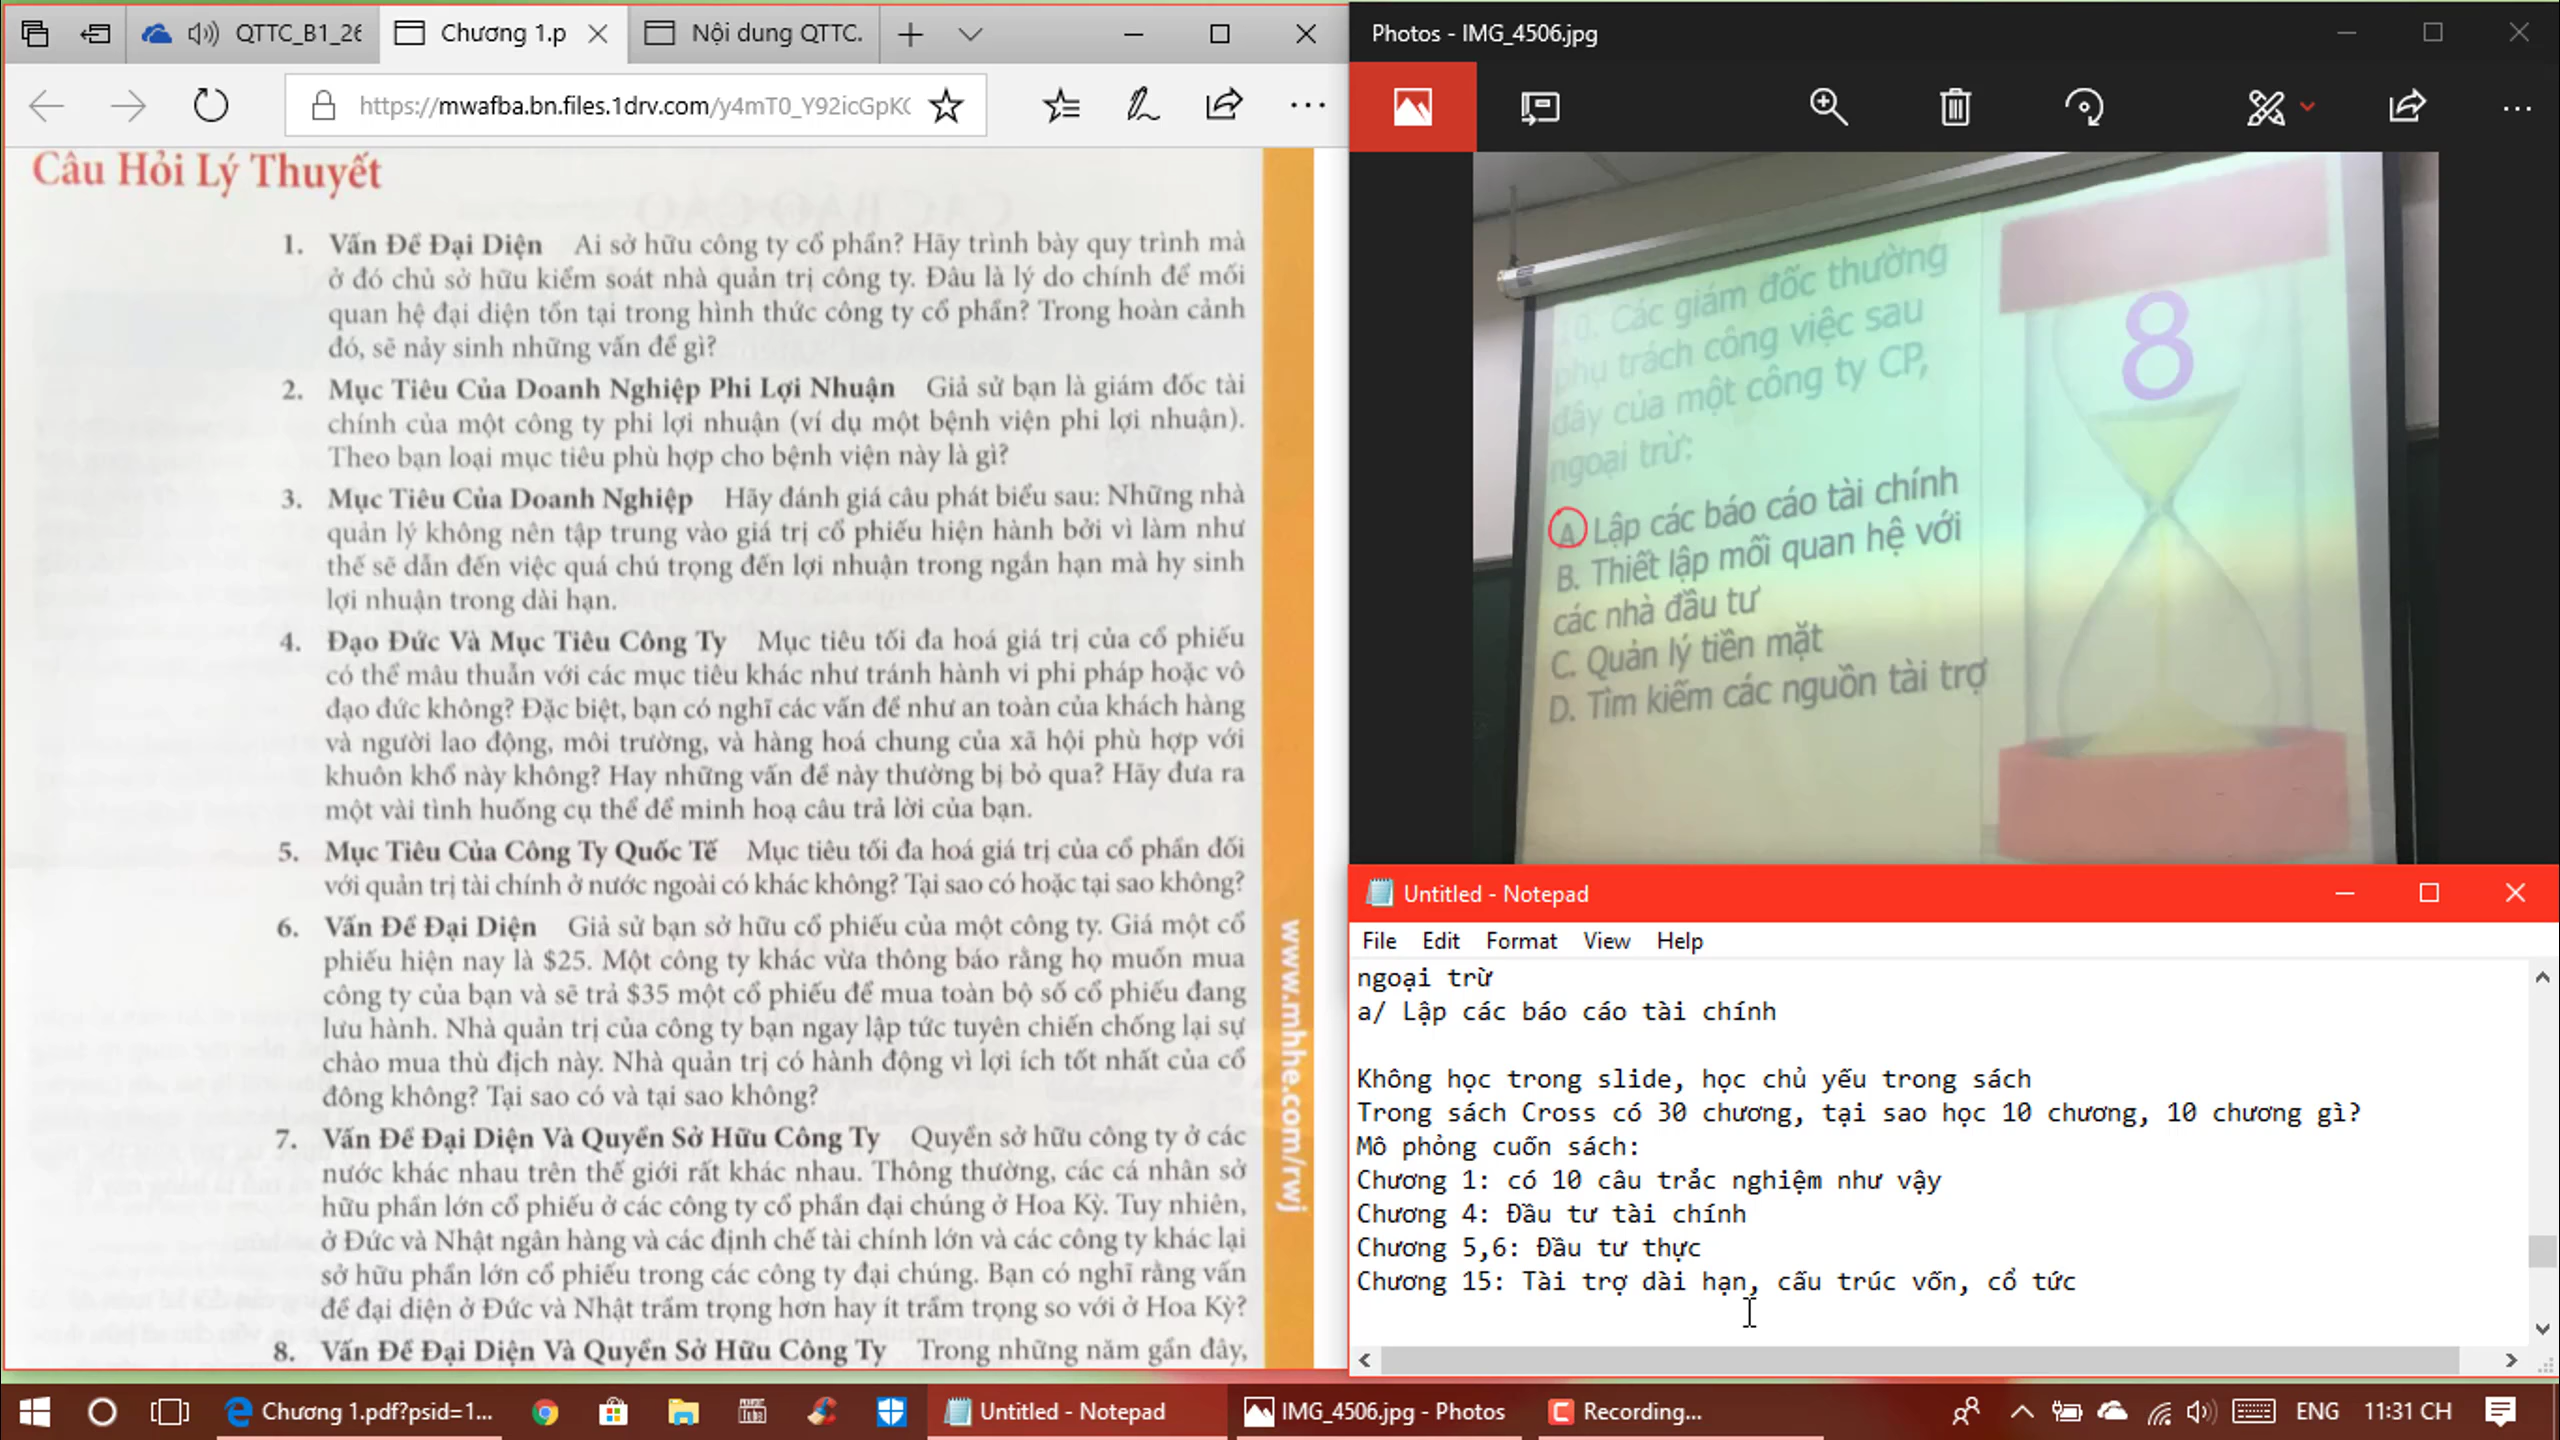 QTTC_B1_26
Chương 1.p
Nội dung QTTC.
https://mwafba.bn.files.1drv.com/y4mT0_Y92icGpK
Câu Hỏi Lý Thuyết
1. Vấn Đề Đại Diện Ai sở hữu công ty cổ phần? Hãy trình bày quy trình mà
ở đó chủ sở hữu kiểm soát nhà quản trị công ty. Đâu là lý do chính để mối
quan hệ đại diện tồn tại trong hình thức công ty cổ phần? Trong hoàn cảnh
đó, sẽ nảy sinh những vấn đề gì?
2. Mục Tiêu Của Doanh Nghiệp Phi Lợi Nhuận Giả sử bạn là giám đốc tài
chính của một công ty phi lợi nhuận (ví dụ một bệnh viện phi lợi nhuận).
Theo bạn loại mục tiêu phù hợp cho bệnh viện này là gì?
3. Mục Tiêu Của Doanh Nghiệp Hãy đánh giá câu phát biểu sau: Những nhà
quản lý không nên tập trung vào giá trị cổ phiếu hiện hành bởi vì làm như
thế sẽ dẫn đến việc quá chú trọng đến lợi nhuận trong ngắn hạn mà hy sinh
lợi nhuận trong dài hạn.
4. Đạo Đức Và Mục Tiêu Công Ty Mục tiêu tối đa hoá giá trị của cổ phiếu
có thể mâu thuẫn với các mục tiêu khác như tránh hành vi phi pháp hoặc vô
đạo đức không? Đặc biệt, bạn có nghĩ các vấn đề như an toàn của khách hàng
và người lao động, môi trường, và hàng hoá chung của xã hội phù hợp với
khuôn khổ này không? Hay những vấn đề này thường bị bỏ qua? Hãy đưa ra
một vài tình huống cụ thể để minh hoạ câu trả lời của bạn.
5. Mục Tiêu Của Công Ty Quốc Tế Mục tiêu tối đa hoá giá trị của cổ phần đối
với quản trị tài chính ở nước ngoài có khác không? Tại sao có hoặc tại sao không?
6. Vấn Đề Đại Diện Giả sử bạn sở hữu cổ phiếu của một công ty. Giá một cổ
phiếu hiện nay là $25. Một công ty khác vừa thông báo rằng họ muốn mua
công ty của bạn và sẽ trả $35 một cổ phiếu để mua toàn bộ số cổ phiếu đang
lưu hành. Nhà quản trị của công ty bạn ngay lập tức tuyên chiến chống lại sự
chào mua thù địch này. Nhà quản trị có hành động vì lợi ích tốt nhất của cổ
đông không? Tại sao có và tại sao không?
7. Vấn Đề Đại Diện Và Quyền Sở Hữu Công Ty Quyền sở hữu công ty ở các
nước khác nhau trên thế giới rất khác nhau. Thông thường, các cá nhân sở
hữu phần lớn cổ phiếu ở các công ty cổ phần đại chúng ở Hoa Kỳ. Tuy nhiên,
ở Đức và Nhật ngân hàng và các định chế tài chính lớn và các công ty khác lại
sở hữu phần lớn cổ phiếu trong các công ty đại chúng. Bạn có nghĩ rằng vấn
đề đại diện ở Đức và Nhật trầm trọng hơn hay ít trầm trọng so với ở Hoa Kỳ?
8. Vấn Đề Đại Diện Và Quyền Sở Hữu Công Ty Trong những năm gần đây,
www.mhhe.com/rwj
Photos - IMG_4506.jpg
10. Các giám đốc thường
phụ trách công việc sau
đây của một công ty CP,
ngoại trừ:
A Lập các báo cáo tài chính
B. Thiết lập mối quan hệ với
các nhà đầu tư
C. Quản lý tiền mặt
D. Tìm kiếm các nguồn tài trợ
8
Untitled - Notepad
File Edit Format View Help
ngoại trừ
a/ Lập các báo cáo tài chính
Không học trong slide, học chủ yếu trong sách
Trong sách Cross có 30 chương, tại sao học 10 chương, 10 chương gì?
Mô phỏng cuốn sách:
Chương 1: có 10 câu trắc nghiệm như vậy
Chương 4: Đầu tư tài chính
Chương 5,6: Đầu tư thực
Chương 15: Tài trợ dài hạn, cấu trúc vốn, cổ tức
Chương 1.pdf?psid=1...
Untitled - Notepad
IMG_4506.jpg - Photos
Recording...
ENG
11:31 CH